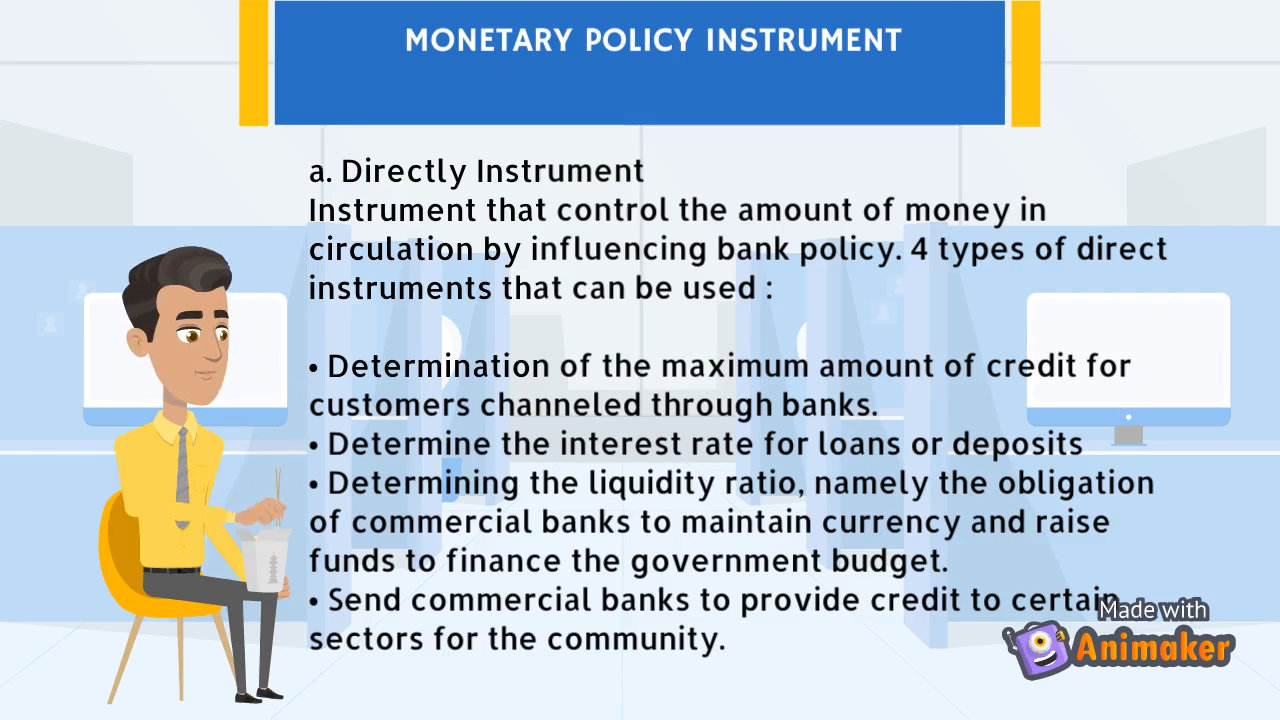 MONETARY POLICY INSTRUMENT
a. Directly Instrument
Instrument that control the amount of money in
circulation by influencing bank policy. 4 types of direct
instruments that can be used :
• Determination of the maximum amount of credit for
customers channeled through banks.
• Determine the interest rate for loans or deposits
• Determining the liquidity ratio, namely the obligation
of commercial banks to maintain currency and raise
funds to finance the government budget.
• Send commercial banks to provide credit to certain
sectors for the community.
Made with
Animaker